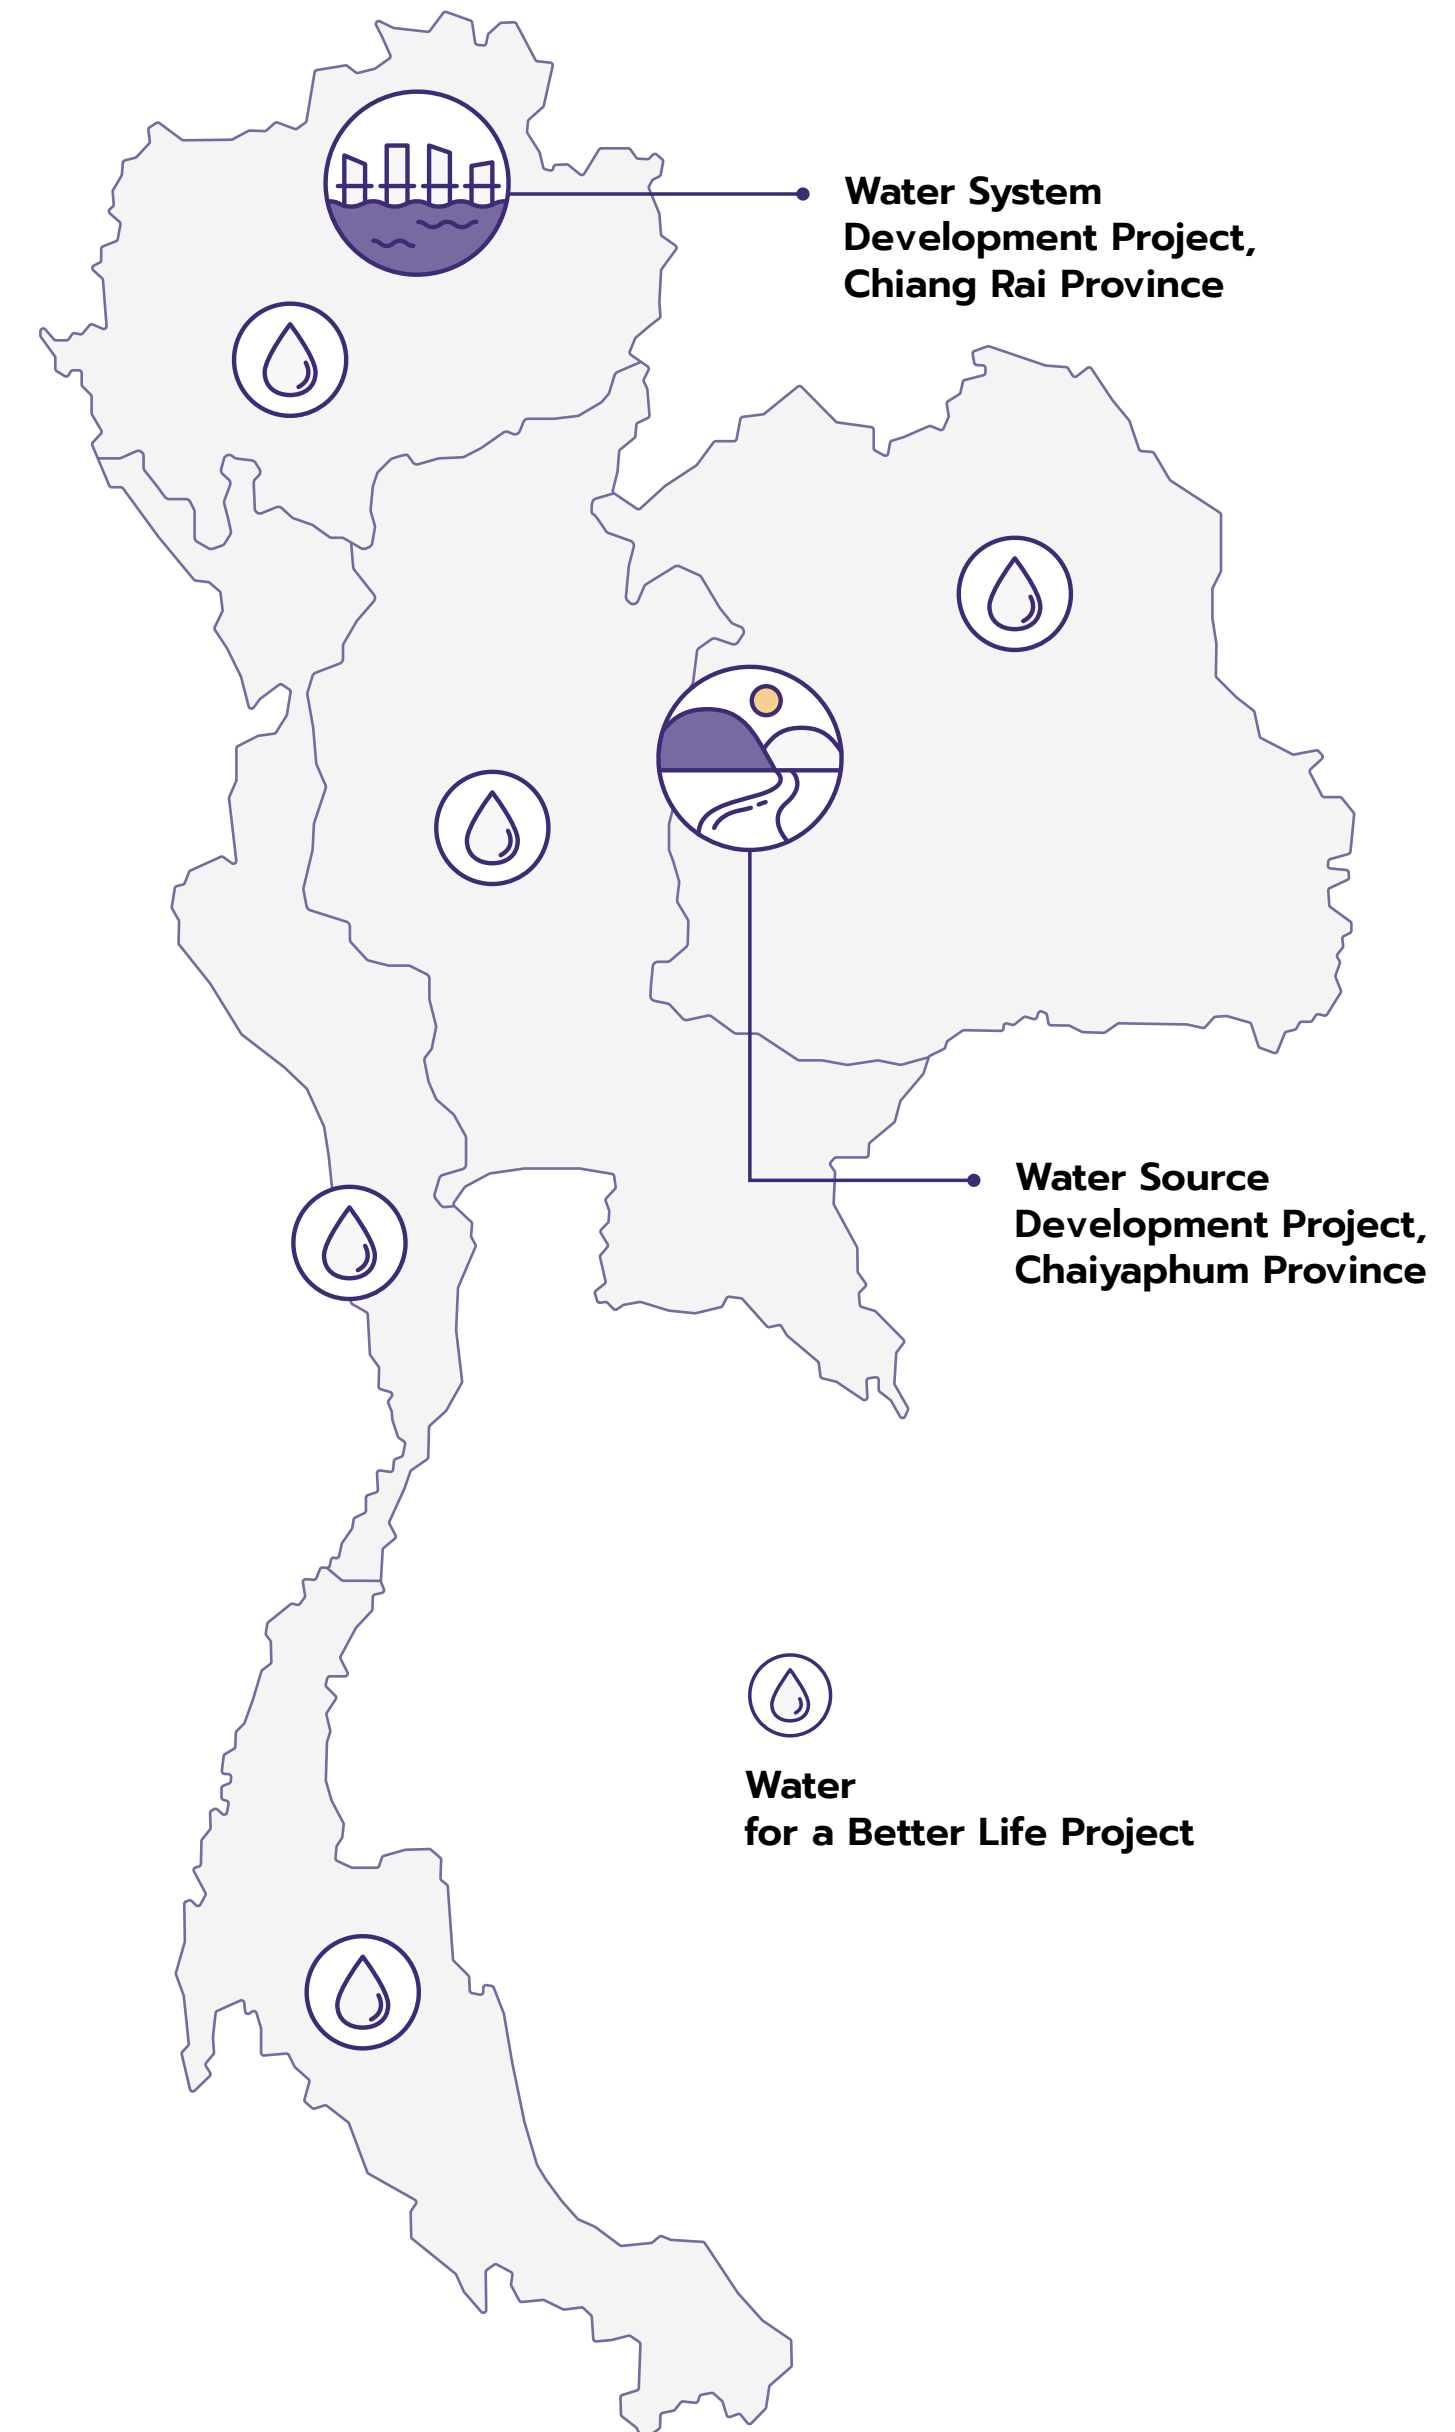 Water System
Development Project,
Chiang Rai Province
Water Source
Development Project,
Chaiyaphum Province
Water
for a Better Life Project